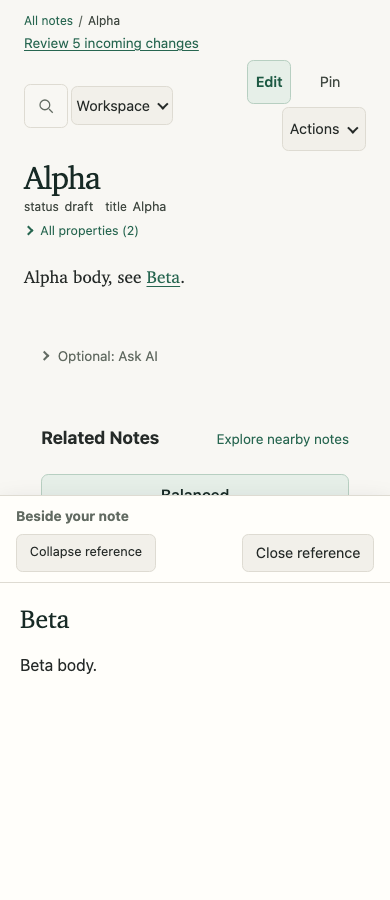 All notes / Alpha
Review 5 incoming changes
Edit
Pin
Workspace
Actions
Alpha
status draft title Alpha
All properties (2)
Alpha body, see Beta.
Optional: Ask AI
Related Notes
Explore nearby notes
Balanced
Beside your note
Collapse reference
Close reference
Beta
Beta body.